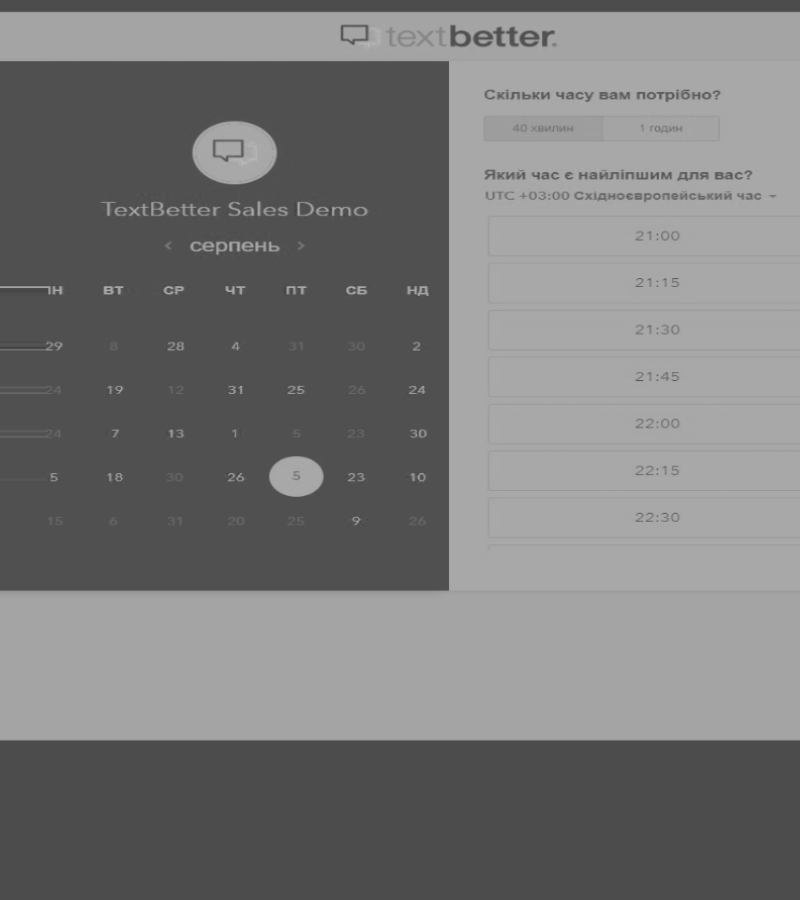 textbetter.
TextBetter Sales Demo
‹ серпень ›
ВТ СР ЧТ ПТ СБ НД
29 8 28 4 31 30 2
24 19 12 31 25 26 24
24 7 13 1 5 23 30
5 18 30 26 5 23 10
15 6 31 20 25 9 26
Скільки часу вам потрібно?
40 хвилин 1 годин
Який час є найліпшим для вас?
UTC +03:00 Східноєвропейський час
21:00
21:15
21:30
21:45
22:00
22:15
22:30